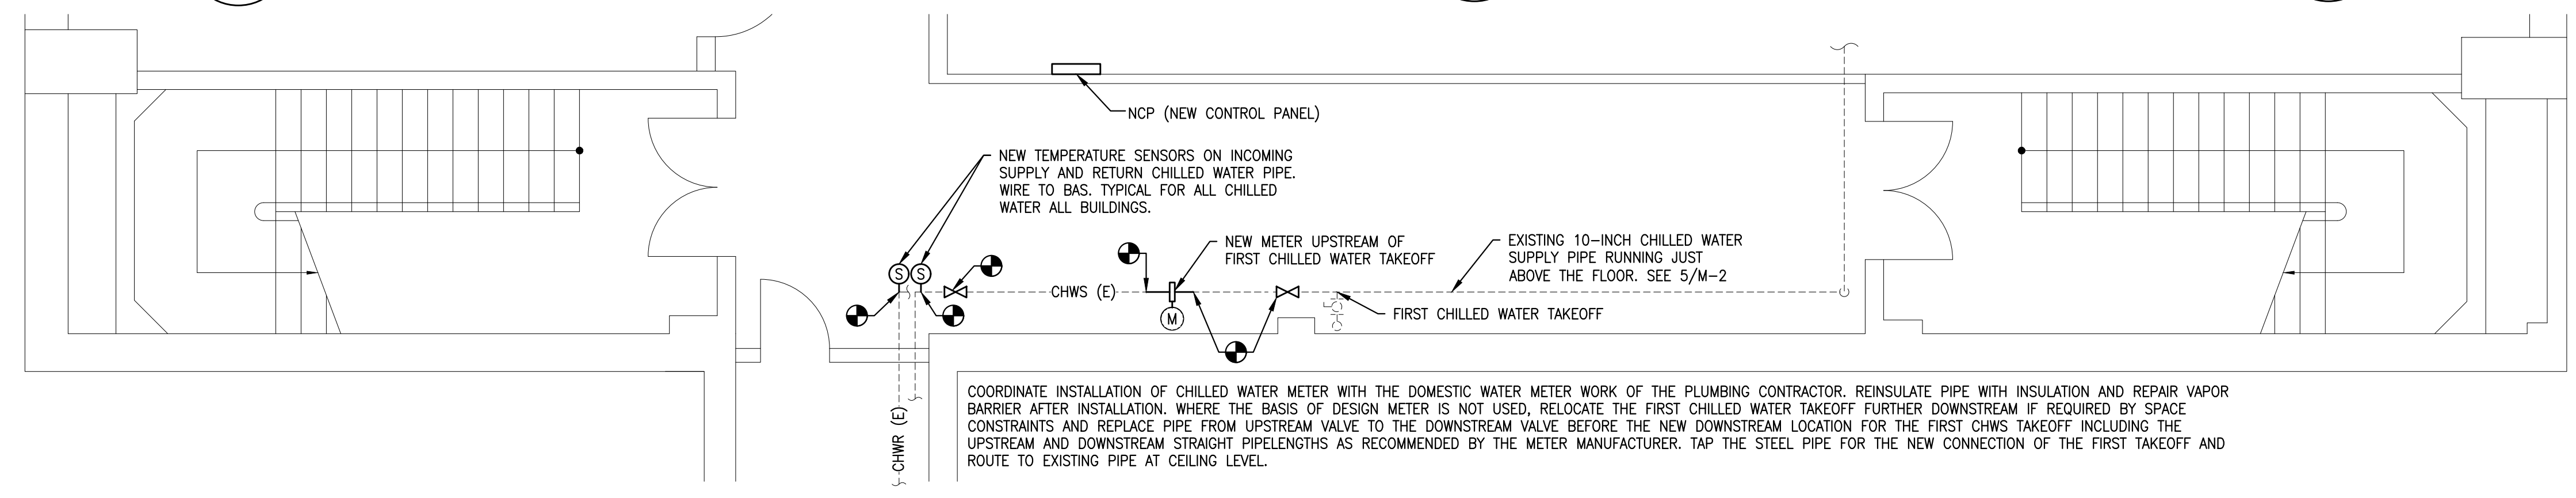 NCP (NEW CONTROL PANEL)
NEW TEMPERATURE SENSORS ON INCOMING
SUPPLY AND RETURN CHILLED WATER PIPE.
WIRE TO BAS. TYPICAL FOR ALL CHILLED
WATER ALL BUILDINGS.
NEW METER UPSTREAM OF
FIRST CHILLED WATER TAKEOFF
EXISTING 10-INCH CHILLED WATER
SUPPLY PIPE RUNNING JUST
ABOVE THE FLOOR. SEE 5/M-2
S
S
CHWS (E)
M
FIRST CHILLED WATER TAKEOFF
CHWR (E)
COORDINATE INSTALLATION OF CHILLED WATER METER WITH THE DOMESTIC WATER METER WORK OF THE PLUMBING CONTRACTOR. REINSULATE PIPE WITH INSULATION AND REPAIR VAPOR
BARRIER AFTER INSTALLATION. WHERE THE BASIS OF DESIGN METER IS NOT USED, RELOCATE THE FIRST CHILLED WATER TAKEOFF FURTHER DOWNSTREAM IF REQUIRED BY SPACE
CONSTRAINTS AND REPLACE PIPE FROM UPSTREAM VALVE TO THE DOWNSTREAM VALVE BEFORE THE NEW DOWNSTREAM LOCATION FOR THE FIRST CHWS TAKEOFF INCLUDING THE
UPSTREAM AND DOWNSTREAM STRAIGHT PIPELENGTHS AS RECOMMENDED BY THE METER MANUFACTURER. TAP THE STEEL PIPE FOR THE NEW CONNECTION OF THE FIRST TAKEOFF AND
ROUTE TO EXISTING PIPE AT CEILING LEVEL.